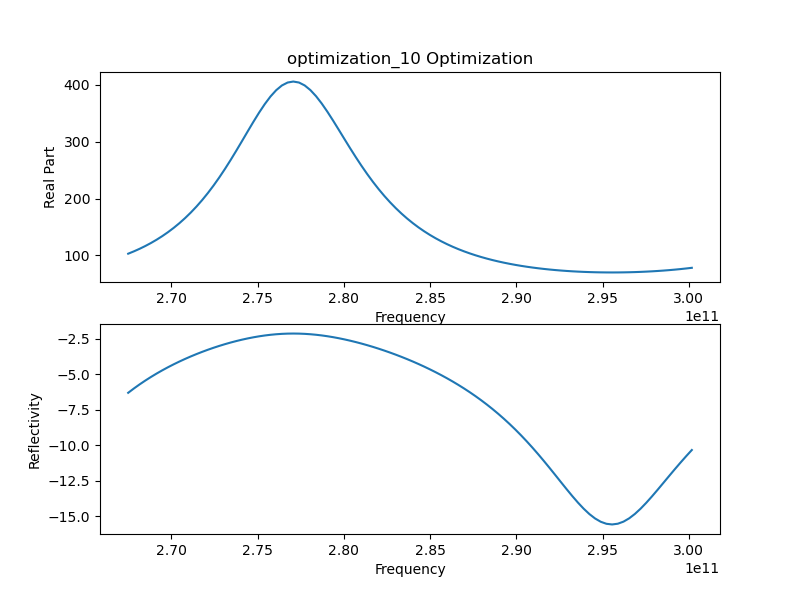 optimization_10 Optimization
400
300
200
100
Real Part
2.70 2.75 2.80 2.85 2.90 2.95 3.00
1e11
Frequency
−2.5
−5.0
−7.5
−10.0
−12.5
−15.0
Reflectivity
2.70 2.75 2.80 2.85 2.90 2.95 3.00
1e11
Frequency